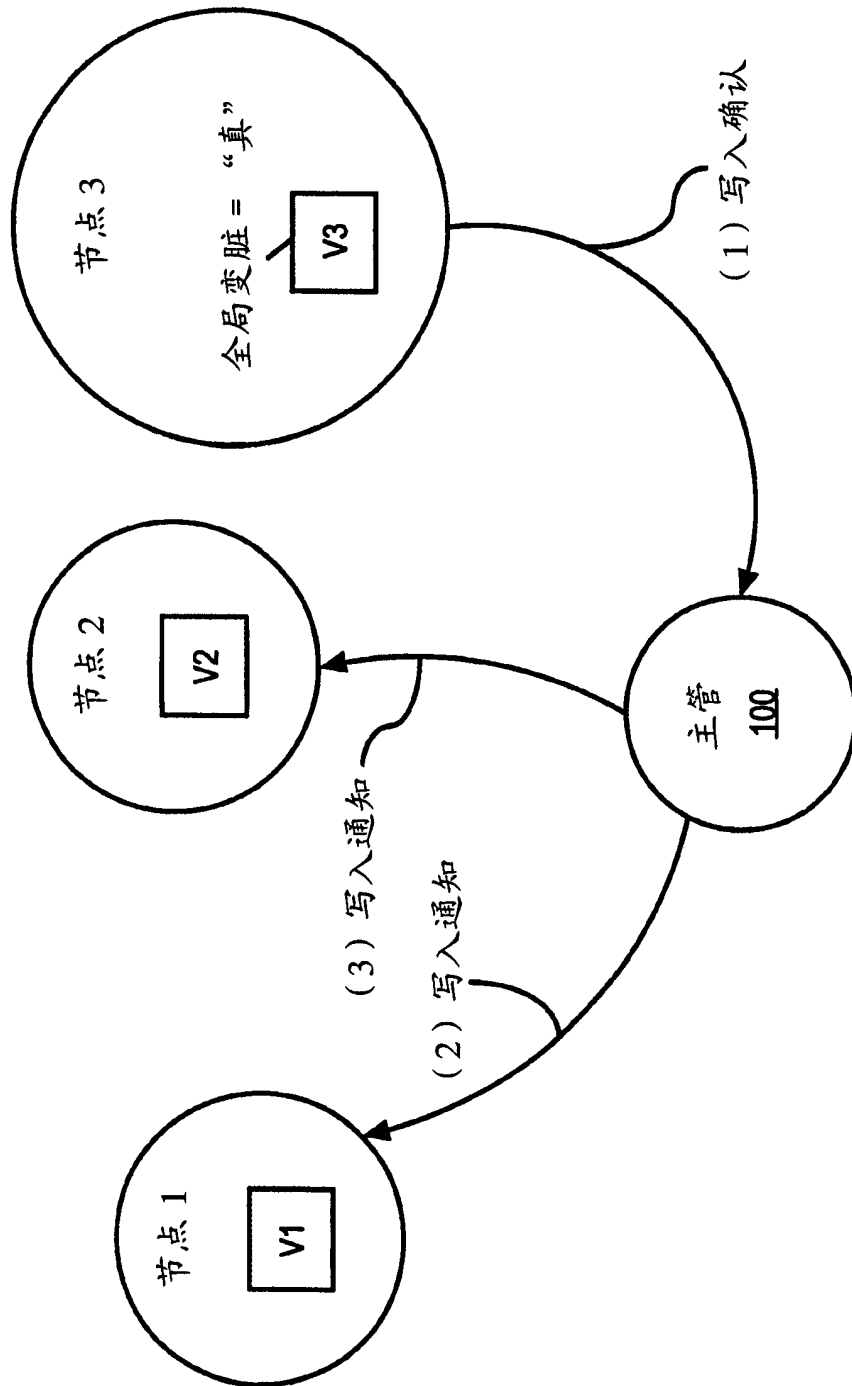 节点 1
V1
节点 2
V2
节点 3
全局变脏 = “真”
V3
(2) 写入通知
(3) 写入通知
(1) 写入确认
主管
100